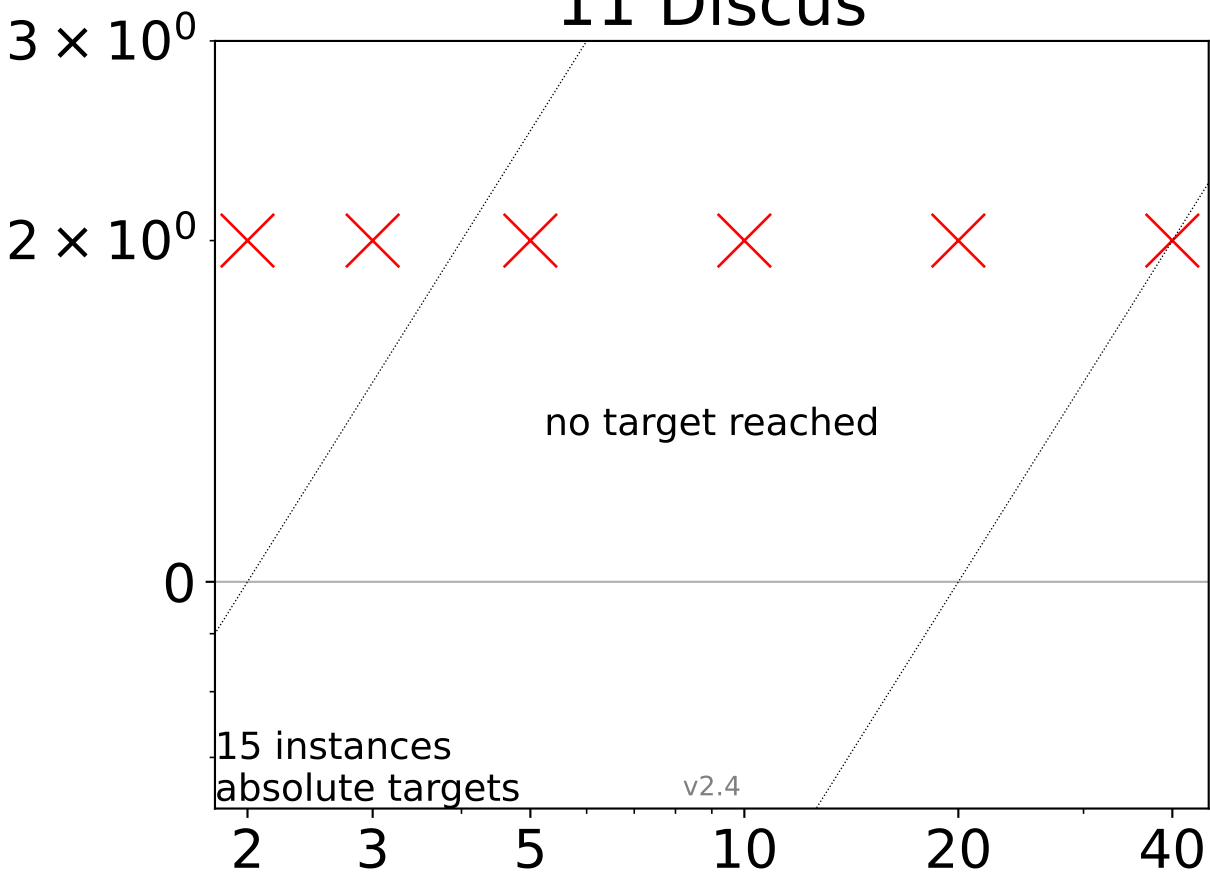 11 Discus
3 × 10⁰
2 × 10⁰
no target reached
0
15 instances
absolute targets
v2.4
2 3 5 10 20 40